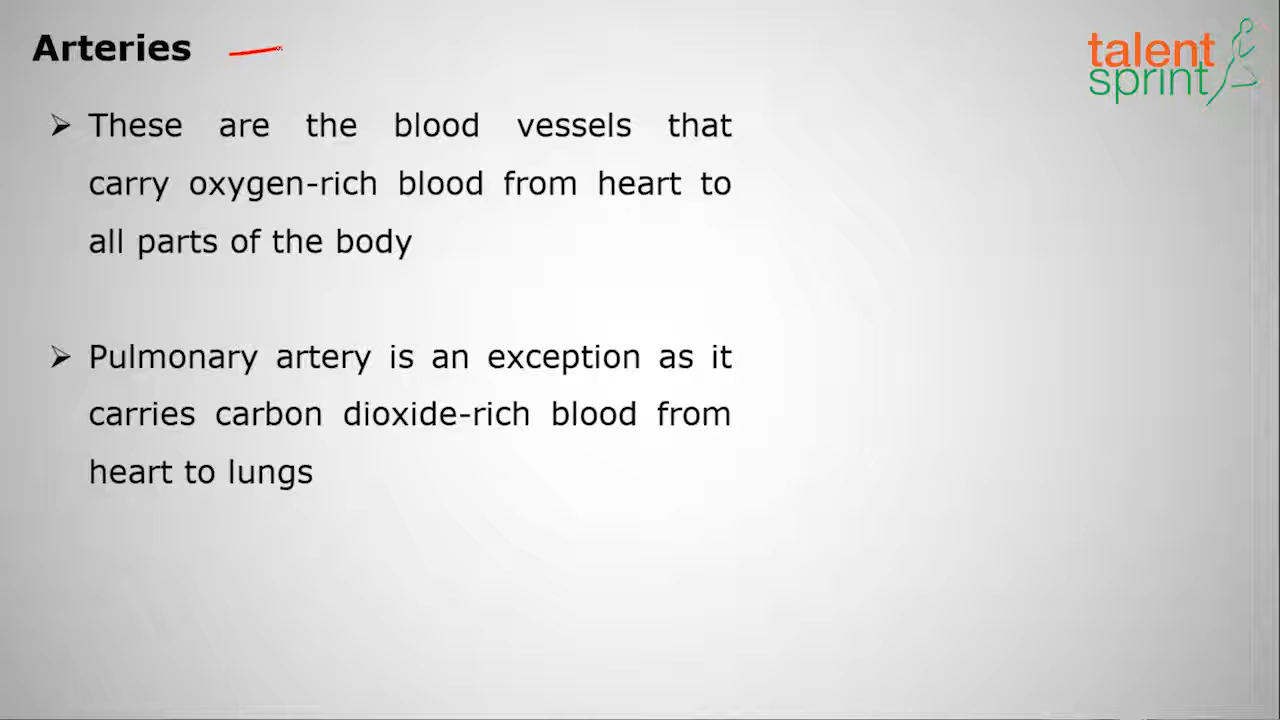 Arteries
talent
sprint
➢ These are the blood vessels that
carry oxygen-rich blood from heart to
all parts of the body
➢ Pulmonary artery is an exception as it
carries carbon dioxide-rich blood from
heart to lungs